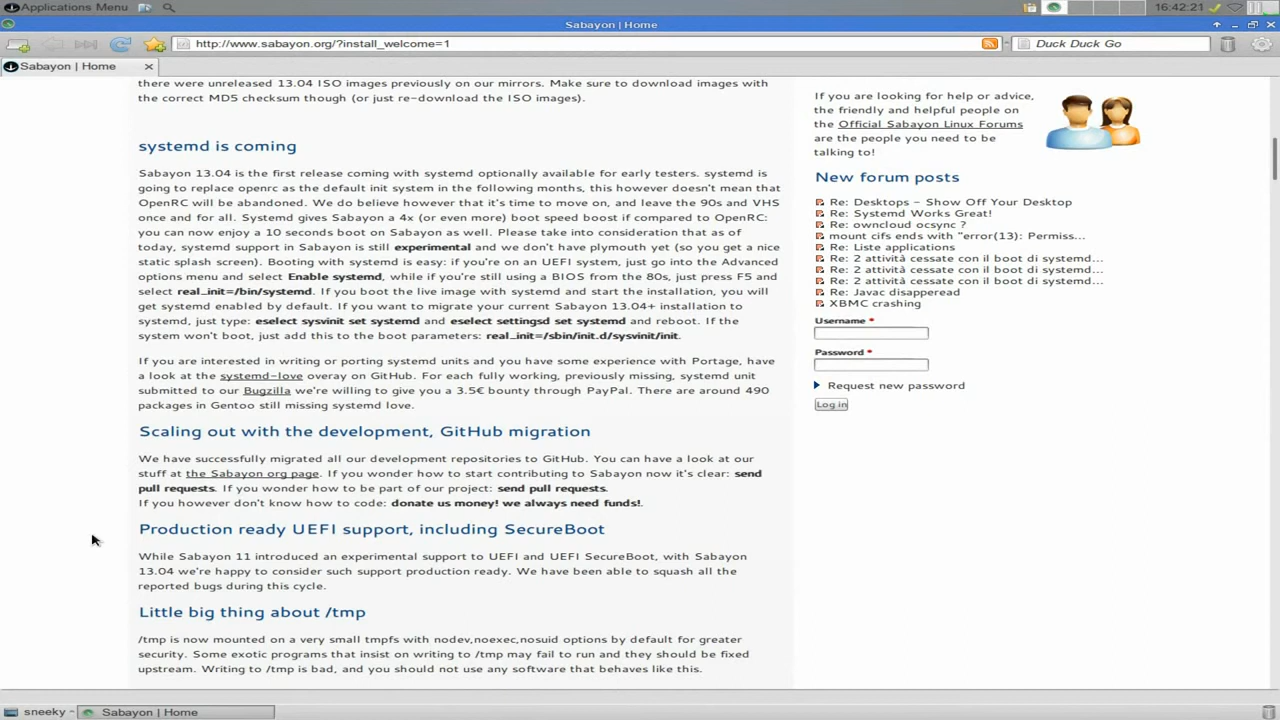 Applications Menu
16:42:21
Sabayon | Home
http://www.sabayon.org/?install_welcome=1
Duck Duck Go
Sabayon | Home
there were unreleased 13.04 ISO images previously on our mirrors. Make sure to download images with
the correct MD5 checksum though (or just re-download the ISO images).
systemd is coming
Sabayon 13.04 is the first release coming with systemd optionally available for early testers. systemd is
going to replace openrc as the default init system in the following months, this however doesn't mean that
OpenRC will be abandoned. We do believe however that it's time to move on, and leave the 90s and VHS
once and for all. Systemd gives Sabayon a 4x (or even more) boot speed boost if compared to OpenRC:
you can now enjoy a 10 seconds boot on Sabayon as well. Please take into consideration that as of
today, systemd support in Sabayon is still experimental and we don't have plymouth yet (so you get a nice
static splash screen). Booting with systemd is easy: if you're on an UEFI system, just go into the Advanced
options menu and select Enable systemd, while if you're still using a BIOS from the 80s, just press F5 and
select real_init=/bin/systemd. If you boot the live image with systemd and start the installation, you will
get systemd enabled by default. If you want to migrate your current Sabayon 13.04+ installation to
systemd, just type: eselect sysvinit set systemd and eselect settingsd set systemd and reboot. If the
system won't boot, just add this to the boot parameters: real_init=/sbin/init.d/sysvinit/init.
If you are interested in writing or porting systemd units and you have some experience with Portage, have
a look at the systemd-love overay on GitHub. For each fully working, previously missing, systemd unit
submitted to our Bugzilla we're willing to give you a 3.5€ bounty through PayPal. There are around 490
packages in Gentoo still missing systemd love.
Scaling out with the development, GitHub migration
We have successfully migrated all our development repositories to GitHub. You can have a look at our
stuff at the Sabayon org page. If you wonder how to start contributing to Sabayon now it's clear: send
pull requests. If you wonder how to be part of our project: send pull requests.
If you however don't know how to code: donate us money! we always need funds!.
Production ready UEFI support, including SecureBoot
While Sabayon 11 introduced an experimental support to UEFI and UEFI SecureBoot, with Sabayon
13.04 we're happy to consider such support production ready. We have been able to squash all the
reported bugs during this cycle.
Little big thing about /tmp
/tmp is now mounted on a very small tmpfs with nodev,noexec,nosuid options by default for greater
security. Some exotic programs that insist on writing to /tmp may fail to run and they should be fixed
upstream. Writing to /tmp is bad, and you should not use any software that behaves like this.
If you are looking for help or advice,
the friendly and helpful people on
the Official Sabayon Linux Forums
are the people you need to be
talking to!
New forum posts
Re: Desktops - Show Off Your Desktop
Re: Systemd Works Great!
Re: owncloud ocsync ?
mount cifs ends with "error(13): Permiss...
Re: Liste applications
Re: 2 attività cessate con il boot di systemd...
Re: 2 attività cessate con il boot di systemd...
Re: 2 attività cessate con il boot di systemd...
Re: Javac disapperead
XBMC crashing
Username *
Password *
Request new password
Log in
sneeky ~
Sabayon | Home